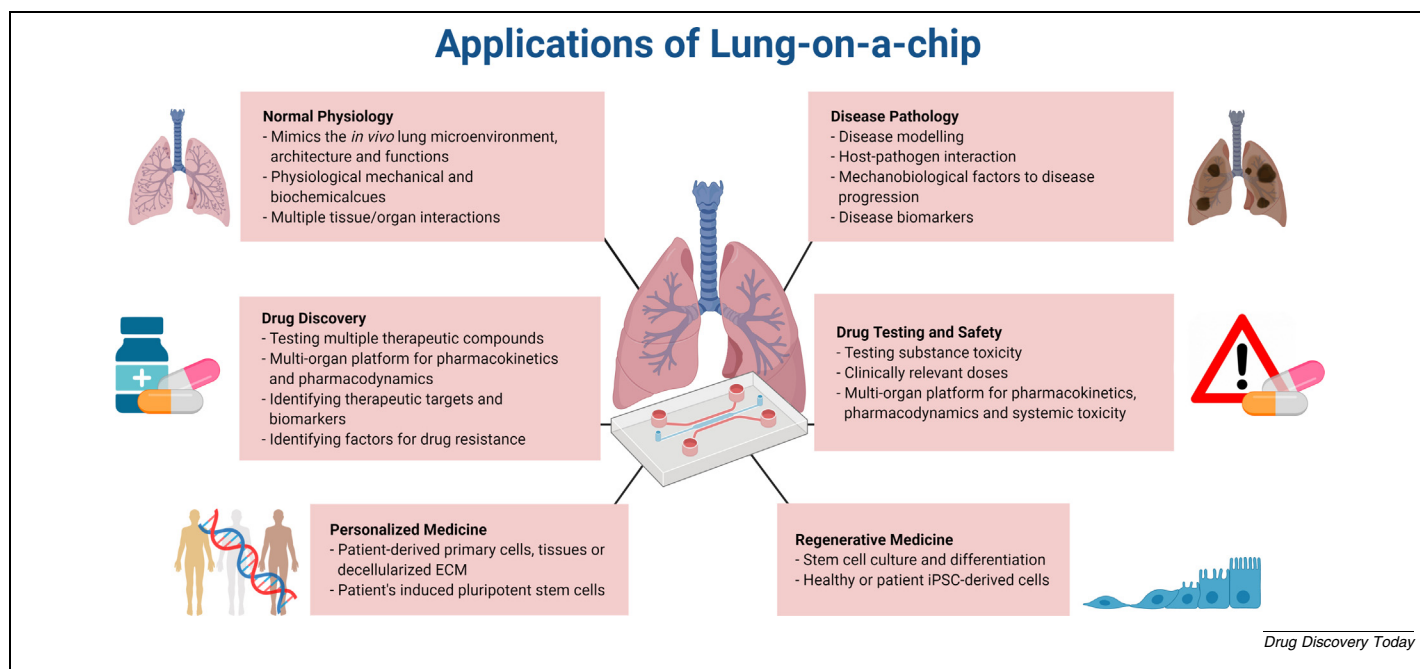 Applications of Lung-on-a-chip
Normal Physiology
- Mimics the in vivo lung microenvironment,
architecture and functions
- Physiological mechanical and
biochemicalcues
- Multiple tissue/organ interactions
Disease Pathology
- Disease modelling
- Host-pathogen interaction
- Mechanobiological factors to disease
progression
- Disease biomarkers
Drug Discovery
- Testing multiple therapeutic compounds
- Multi-organ platform for pharmacokinetics
and pharmacodynamics
- Identifying therapeutic targets and
biomarkers
- Identifying factors for drug resistance
Drug Testing and Safety
- Testing substance toxicity
- Clinically relevant doses
- Multi-organ platform for pharmacokinetics,
pharmacodynamics and systemic toxicity
Personalized Medicine
- Patient-derived primary cells, tissues or
decellularized ECM
- Patient's induced pluripotent stem cells
Regenerative Medicine
- Stem cell culture and differentiation
- Healthy or patient iPSC-derived cells
Drug Discovery Today